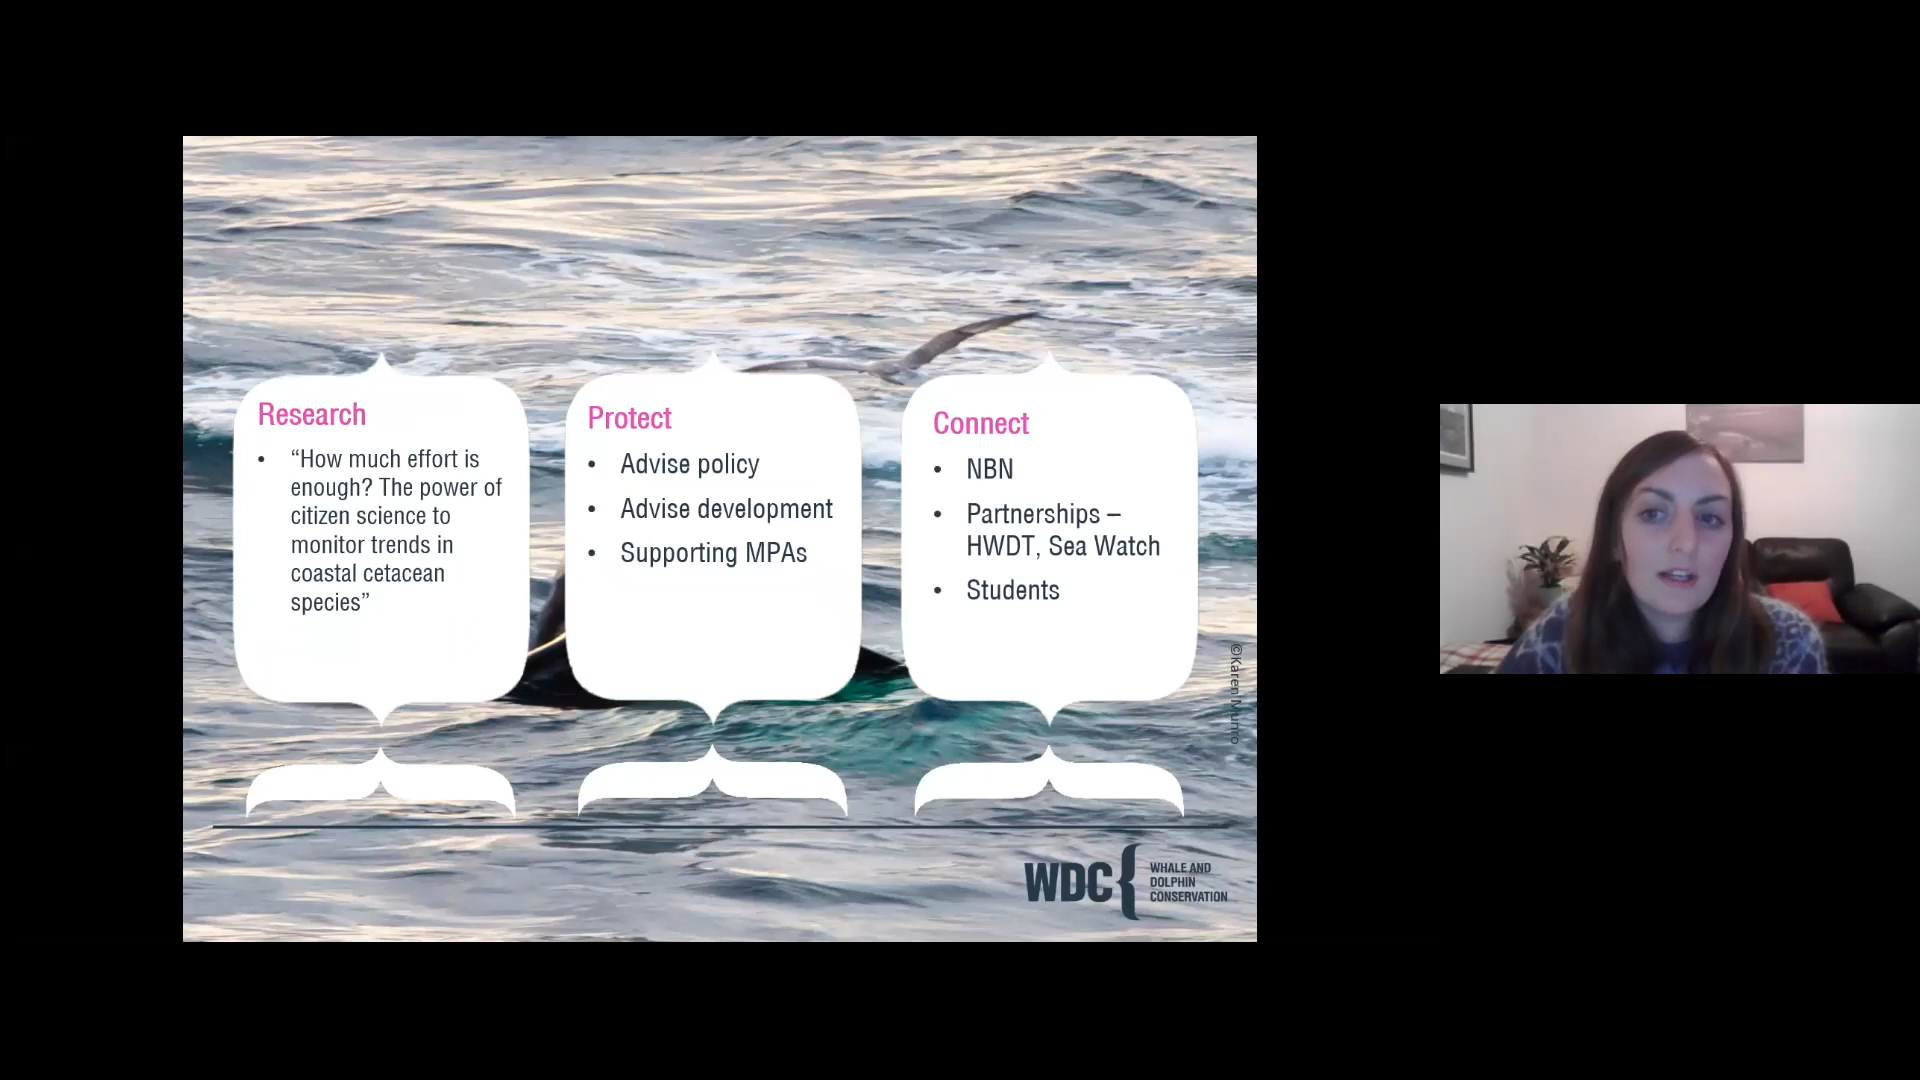 Research
• “How much effort is
enough? The power of
citizen science to
monitor trends in
coastal cetacean
species”
Protect
• Advise policy
• Advise development
• Supporting MPAs
Connect
• NBN
• Partnerships –
HWDT, Sea Watch
• Students
©Karen Munro
WDC
WHALE AND
DOLPHIN
CONSERVATION